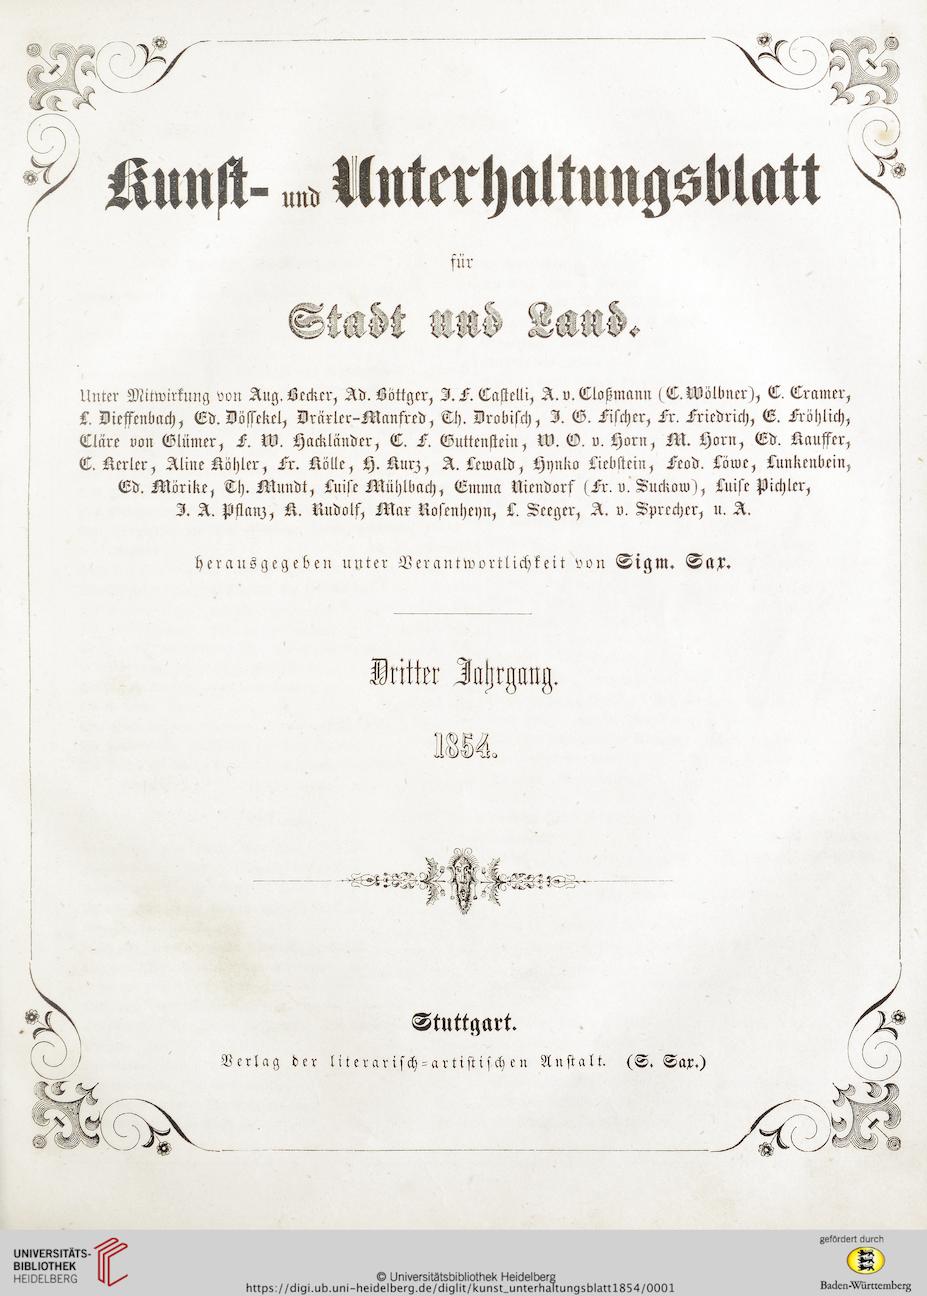 Kunst- und Unterhaltungsblatt
für
Stadt und Land.
Unter Mitwirkung von Aug. Becker, Ad. Böttger, J. F. Castelli, A. v. Cloßmann (C. Wölbner), C. Cramer,
L. Dieffenbach, Ed. Dössekel, Dräxler-Manfred, Th. Drobisch, J. G. Fischer, Fr. Friedrich, E. Fröhlich,
Cläre von Glümer, F. W. Hackländer, C. F. Guttenstein, W. O. v. Horn, M. Horn, Ed. Kauffer,
C. Kerler, Aline Köhler, Fr. Kölle, H. Kurz, A. Lewald, Hynko Liebstein, Feod. Löwe, Lunkenbein,
Ed. Mörike, Th. Mundt, Luise Mühlbach, Emma Niendorf (Fr. v. Suckow), Luise Pichler,
J. A. Pflanz, K. Rudolf, Max Rosenheyn, L. Seeger, A. v. Sprecher, u. A.
herausgegeben unter Verantwortlichkeit von Sigm. Sax.
Dritter Jahrgang.
1854.
Stuttgart.
Verlag der literarisch-artistischen Anstalt. (S. Sax.)
UNIVERSITÄTS-
BIBLIOTHEK
HEIDELBERG
© Universitätsbibliothek Heidelberg
https://digi.ub.uni-heidelberg.de/diglit/kunst_unterhaltungsblatt1854/0001
gefördert durch
Baden-Württemberg